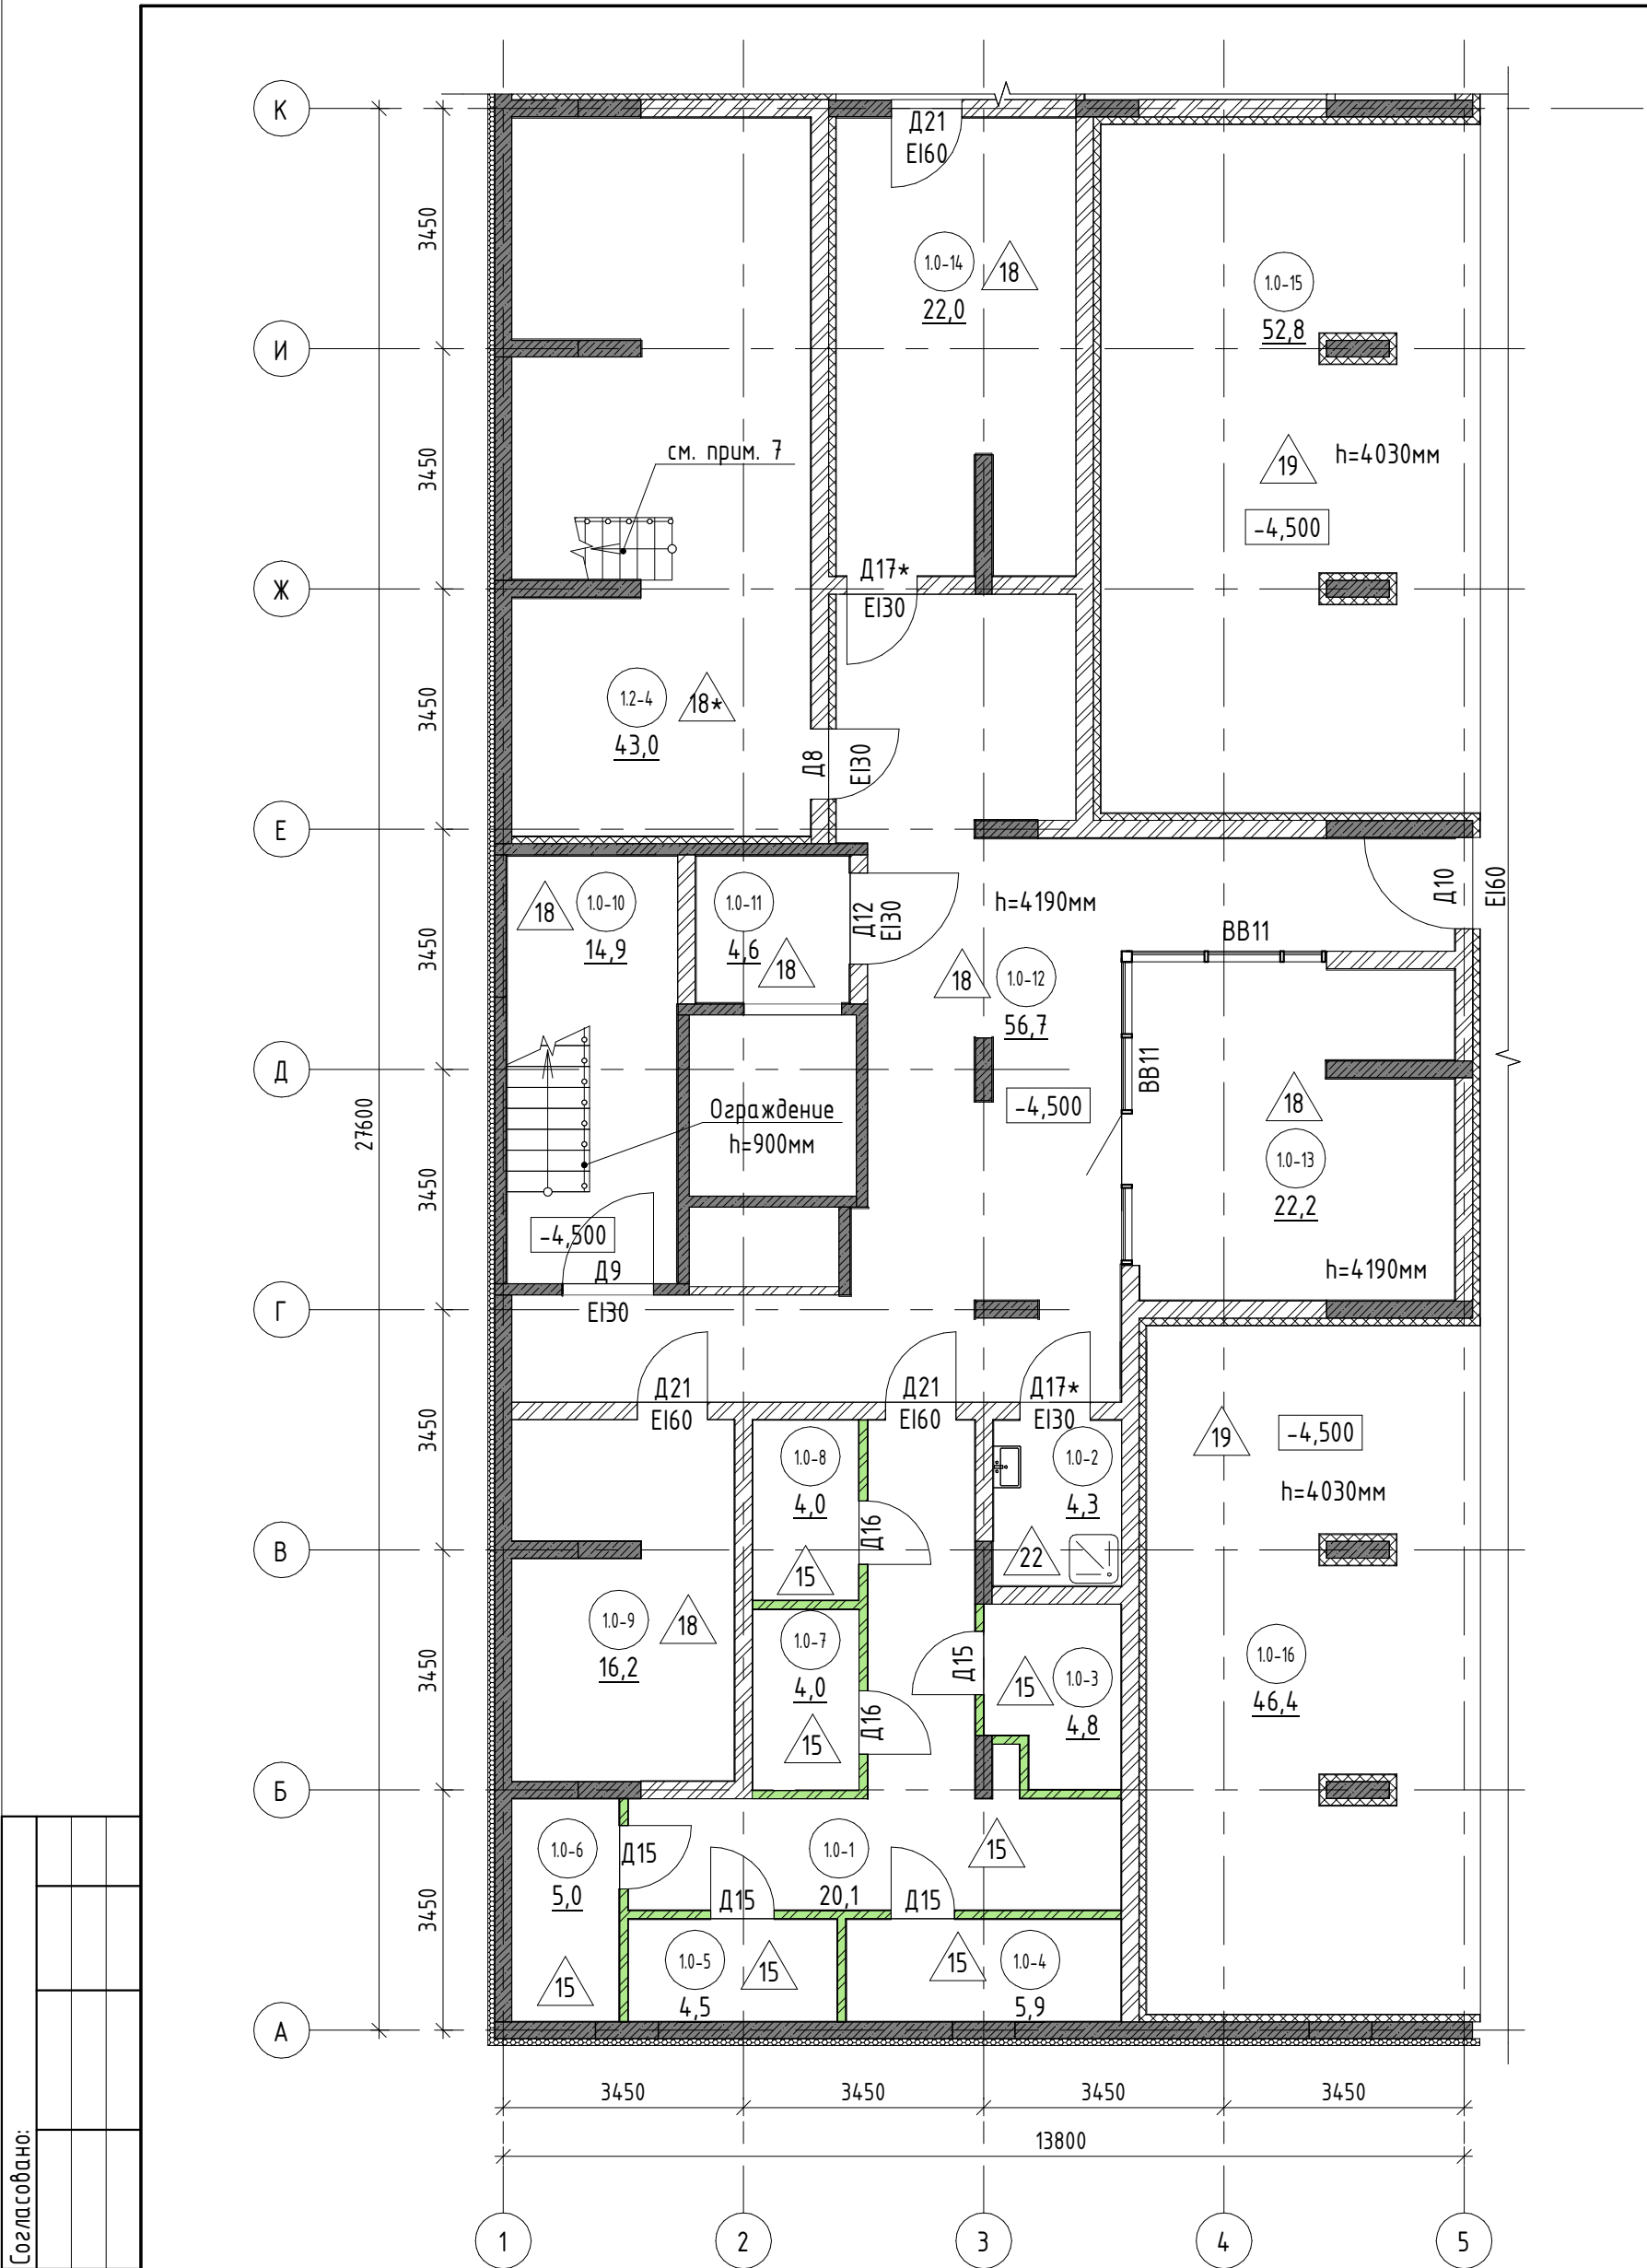 К
Д21
EI60
3450
1.0-14
18
22,0
1.0-15
52,8
И
см. прим. 7
3450
19
h=4030мм
-4,500
Ж
Д17*
EI30
3450
1.2-4
18*
43,0
Д8
EI30
Е
18
1.0-10
14,9
1.0-11
4,6
18
Д12
EI30
h=4190мм
Д10
EI60
3450
ВВ11
18
1.0-12
56,7
Д
ВВ11
-4,500
27600
Ограждение
h=900мм
18
1.0-13
22,2
3450
-4,500
Д9
EI30
h=4190мм
Г
Д21
EI60
Д21
EI60
Д17*
EI30
3450
19
-4,500
h=4030мм
1.0-8
4,0
15
Д16
1.0-2
4,3
22
В
1.0-9
16,2
18
3450
1.0-7
4,0
15
Д16
Д15
15
1.0-3
4,8
1.0-16
46,4
Б
1.0-6
5,0
15
Д15
1.0-1
20,1
15
Д15
Д15
3450
1.0-5
4,5
15
15
1.0-4
5,9
А
3450
3450
3450
3450
13800
Согласовано:
1
2
3
4
5